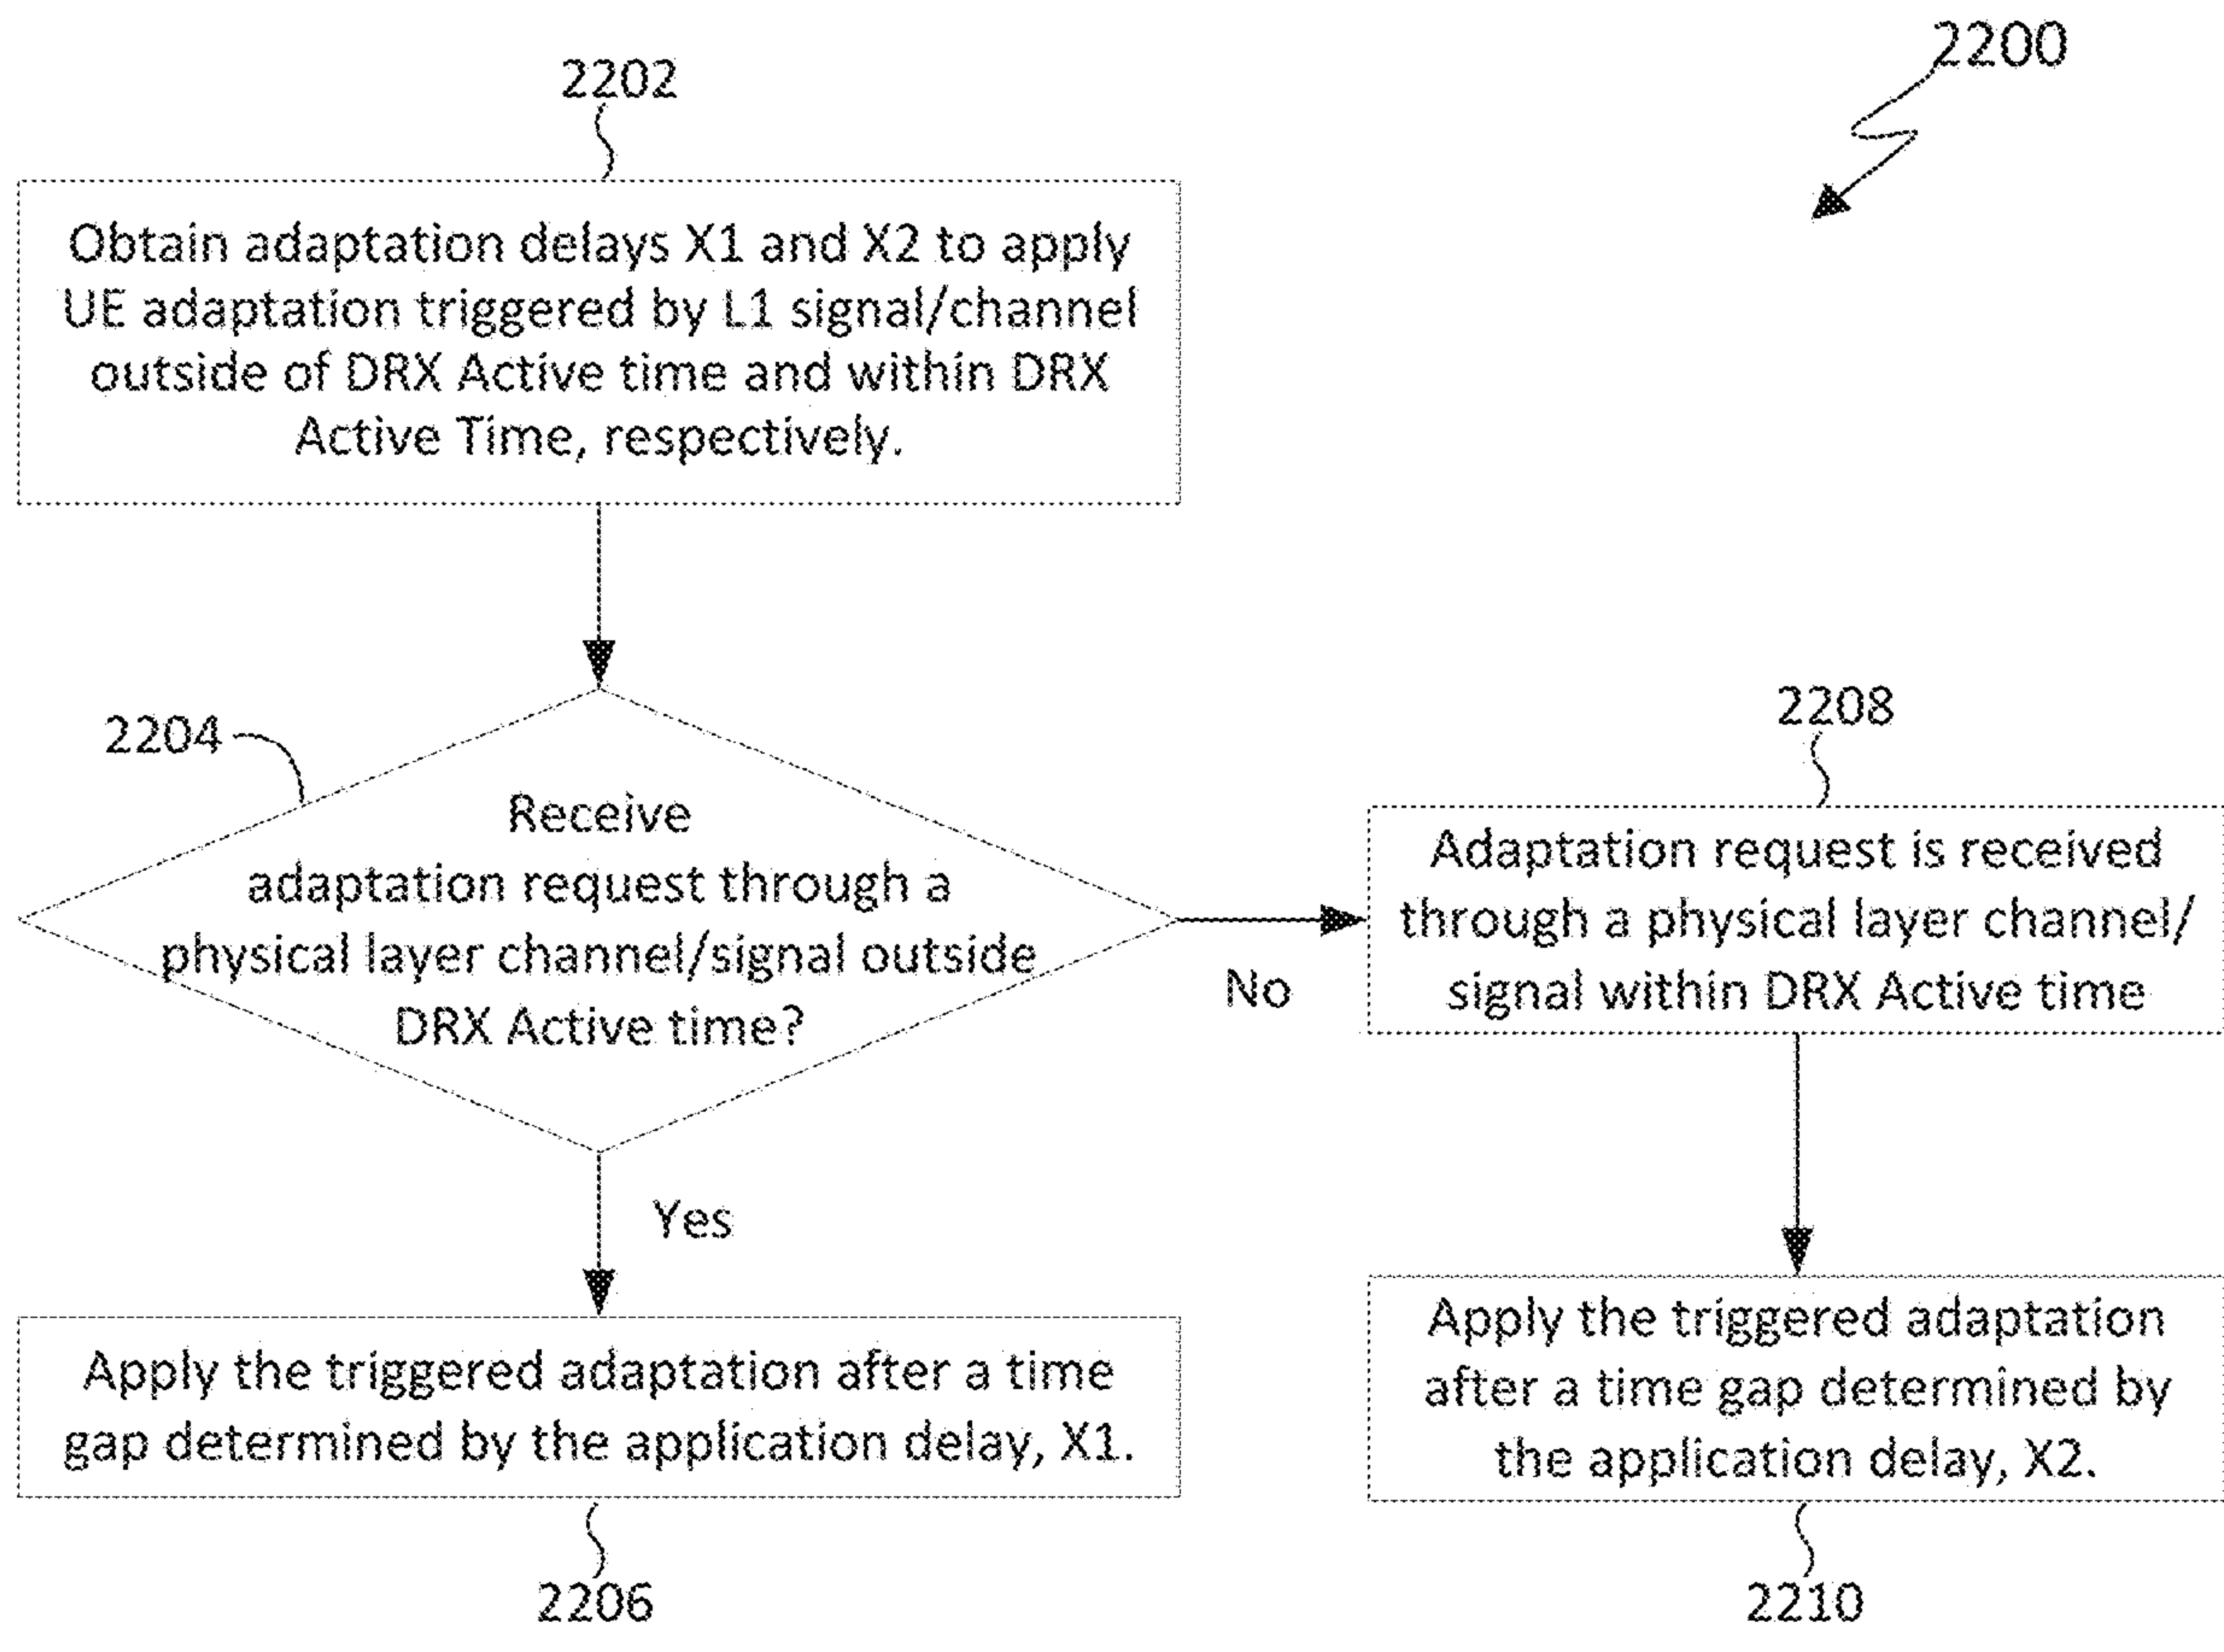 2200
2202
Obtain adaptation delays X1 and X2 to apply
UE adaptation triggered by L1 signal/channel
outside of DRX Active time and within DRX
Active Time, respectively.
2204
Receive
adaptation request through a
physical layer channel/signal outside
DRX Active time?
No
2208
Adaptation request is received
through a physical layer channel/
signal within DRX Active time
Yes
Apply the triggered adaptation after a time
gap determined by the application delay, X1.
2206
Apply the triggered adaptation
after a time gap determined by
the application delay, X2.
2210